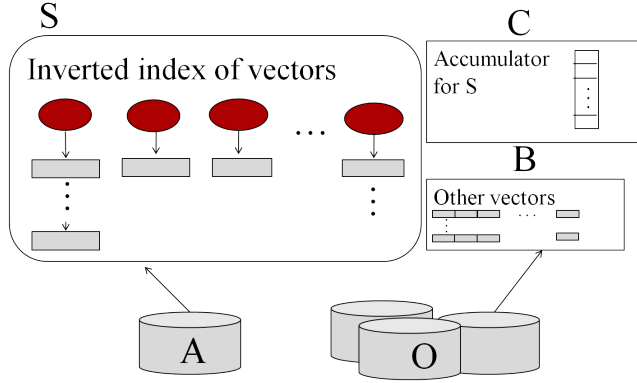 S
C
Inverted index of vectors
Accumulator
for S
...
B
Other vectors
...
A
O